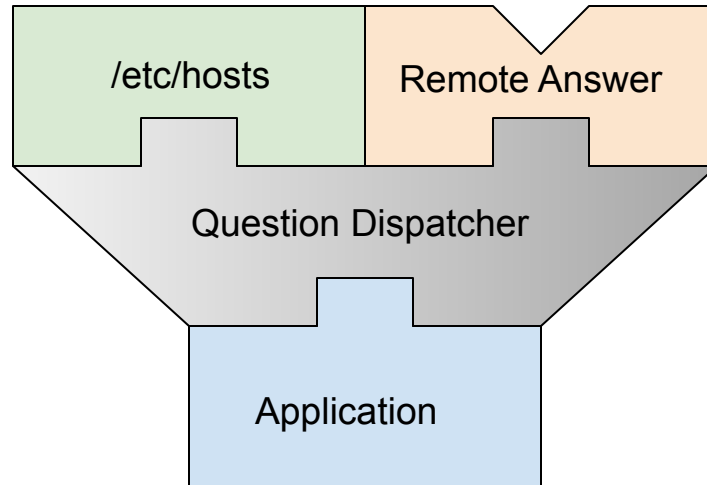 /etc/hosts
Remote Answer
Question Dispatcher
Application